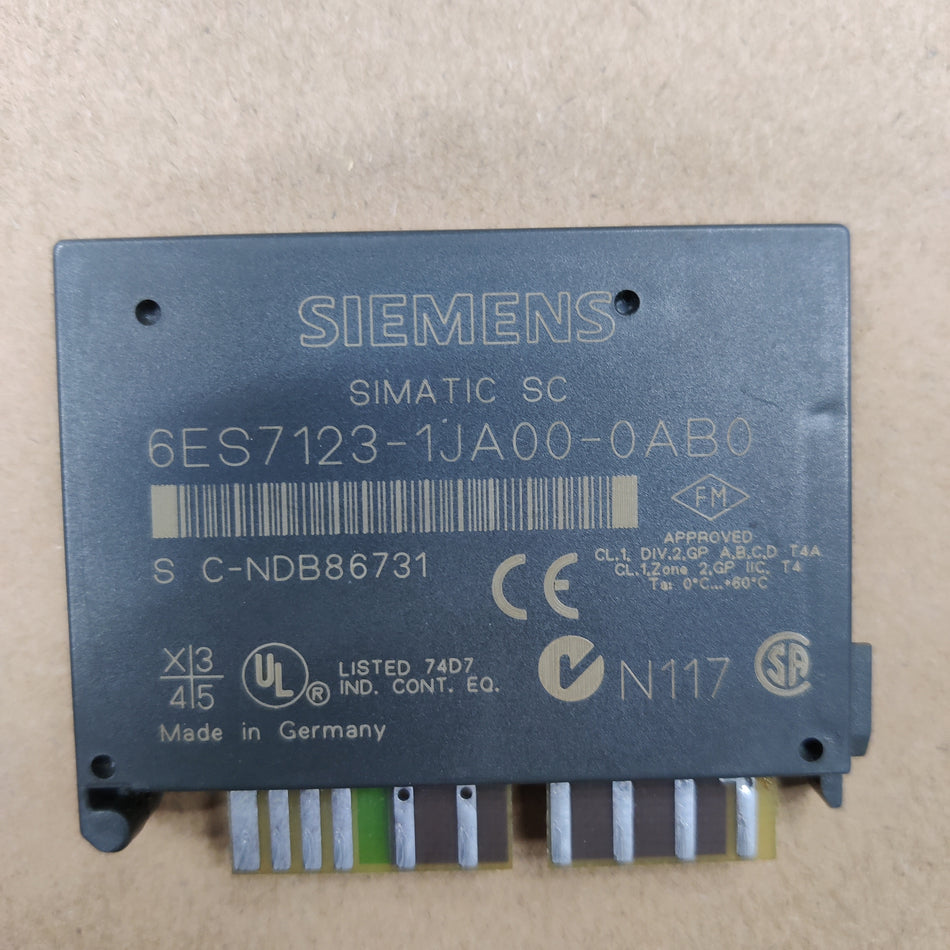 SIEMENS
SIMATIC SC
6ES7123-1JA00-0AB0
FM
APPROVED
CL.1, DIV.2,GP A,B,C,D T4A
CL.1,Zone 2,GP IIC, T4
Ta: 0°C...+60°C
S C-NDB86731
CE
X 3
4 5
UL ®
LISTED 74D7
IND. CONT. EQ.
N117
SA
Made in Germany